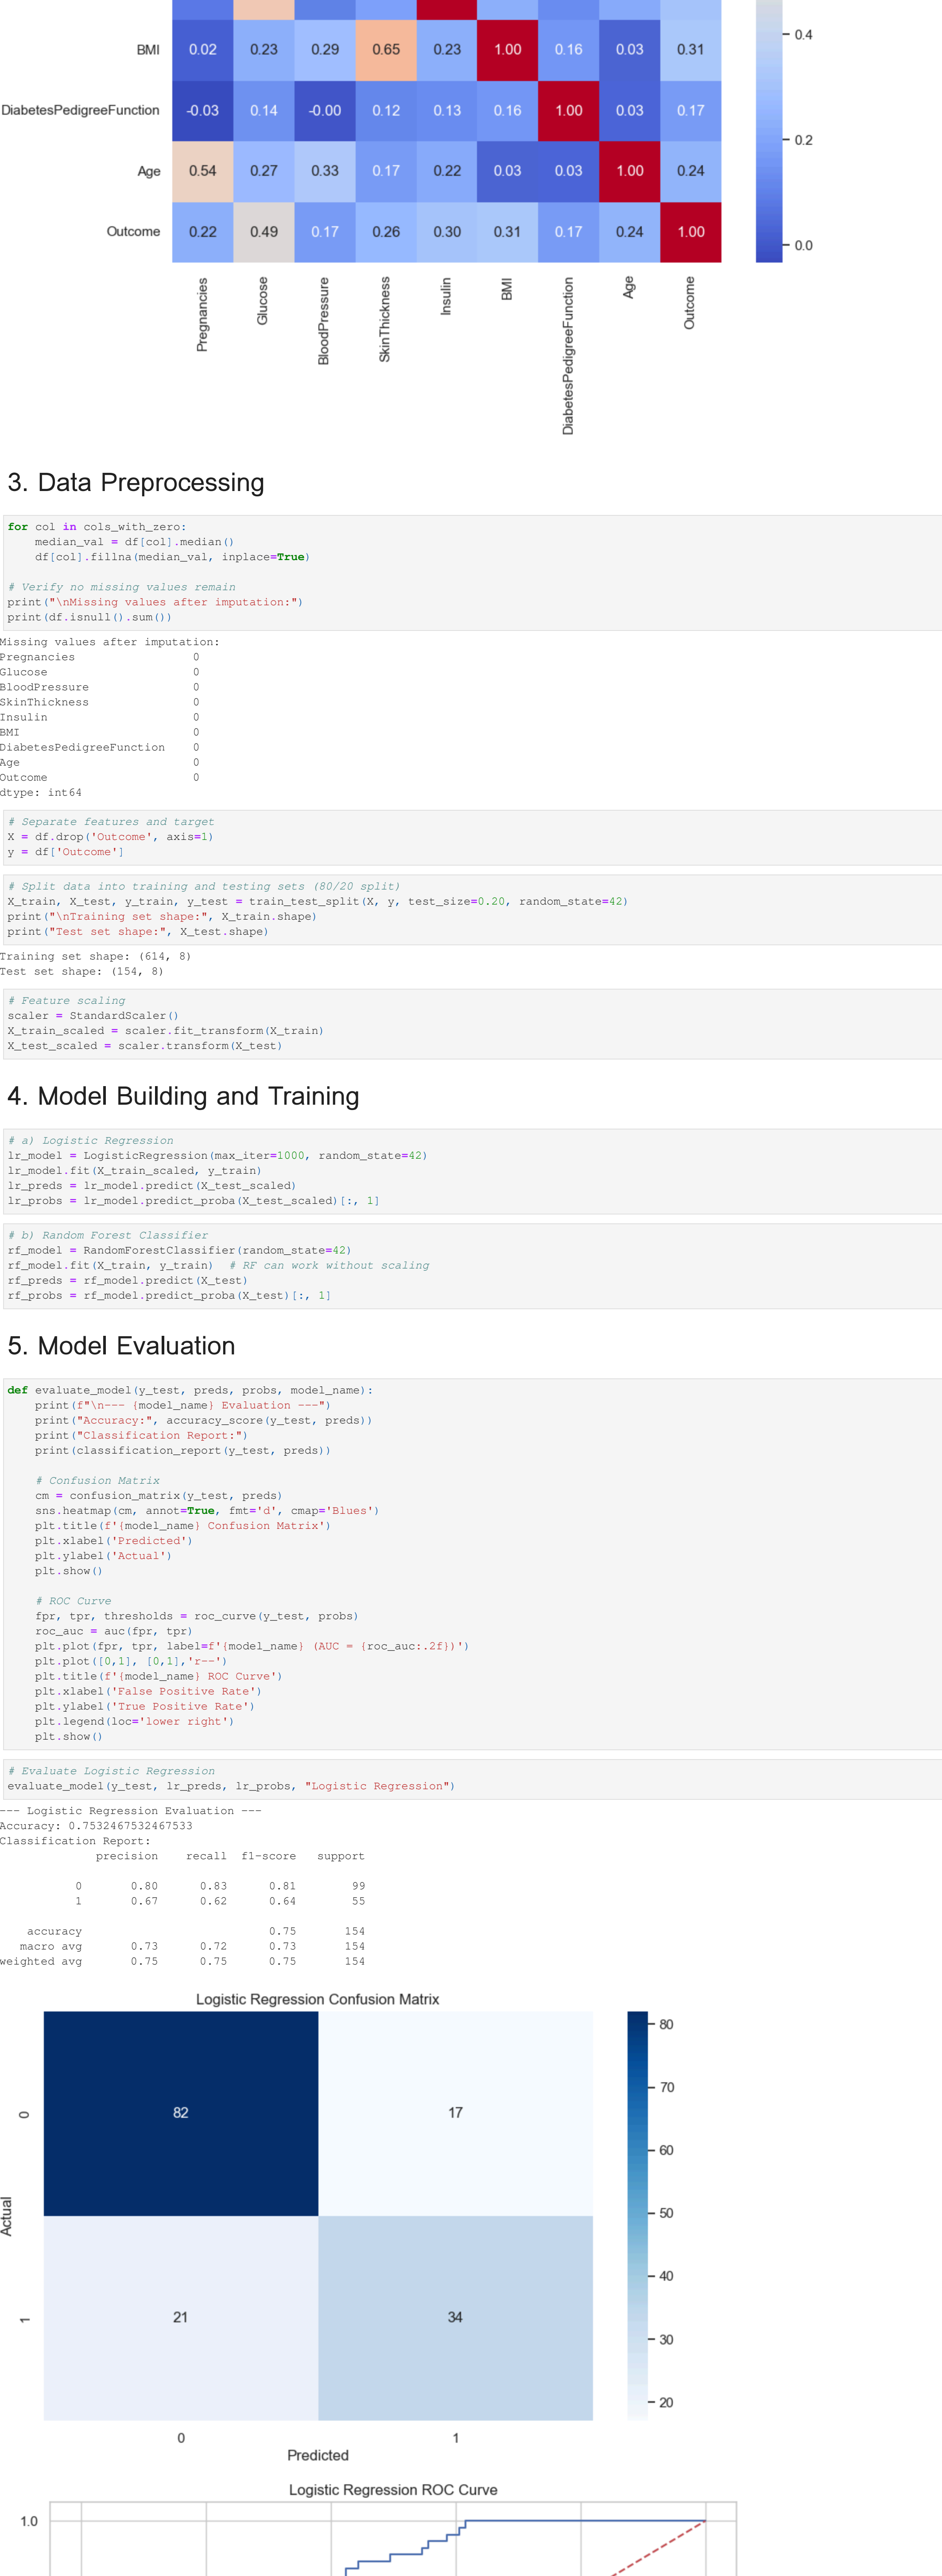 0.4
BMI 0.02 0.23 0.29 0.65 0.23 1.00 0.16 0.03 0.31
DiabetesPedigreeFunction -0.03 0.14 -0.00 0.12 0.13 0.16 1.00 0.03 0.17
0.2
Age 0.54 0.27 0.33 0.17 0.22 0.03 0.03 1.00 0.24
Outcome 0.22 0.49 0.17 0.26 0.30 0.31 0.17 0.24 1.00
0.0
Pregnancies
Glucose
BloodPressure
SkinThickness
Insulin
BMI
DiabetesPedigreeFunction
Age
Outcome
3. Data Preprocessing
for col in cols_with_zero:
    median_val = df[col].median()
    df[col].fillna(median_val, inplace=True)
# Verify no missing values remain
print("\nMissing values after imputation:")
print(df.isnull().sum())
Missing values after imputation:
Pregnancies 0
Glucose 0
BloodPressure 0
SkinThickness 0
Insulin 0
BMI 0
DiabetesPedigreeFunction 0
Age 0
Outcome 0
dtype: int64
# Separate features and target
X = df.drop('Outcome', axis=1)
y = df['Outcome']
# Split data into training and testing sets (80/20 split)
X_train, X_test, y_train, y_test = train_test_split(X, y, test_size=0.20, random_state=42)
print("\nTraining set shape:", X_train.shape)
print("Test set shape:", X_test.shape)
Training set shape: (614, 8)
Test set shape: (154, 8)
# Feature scaling
scaler = StandardScaler()
X_train_scaled = scaler.fit_transform(X_train)
X_test_scaled = scaler.transform(X_test)
4. Model Building and Training
# a) Logistic Regression
lr_model = LogisticRegression(max_iter=1000, random_state=42)
lr_model.fit(X_train_scaled, y_train)
lr_preds = lr_model.predict(X_test_scaled)
lr_probs = lr_model.predict_proba(X_test_scaled)[:, 1]
# b) Random Forest Classifier
rf_model = RandomForestClassifier(random_state=42)
rf_model.fit(X_train, y_train)  # RF can work without scaling
rf_preds = rf_model.predict(X_test)
rf_probs = rf_model.predict_proba(X_test)[:, 1]
5. Model Evaluation
def evaluate_model(y_test, preds, probs, model_name):
    print(f"\n--- {model_name} Evaluation ---")
    print("Accuracy:", accuracy_score(y_test, preds))
    print("Classification Report:")
    print(classification_report(y_test, preds))
    # Confusion Matrix
    cm = confusion_matrix(y_test, preds)
    sns.heatmap(cm, annot=True, fmt='d', cmap='Blues')
    plt.title(f'{model_name} Confusion Matrix')
    plt.xlabel('Predicted')
    plt.ylabel('Actual')
    plt.show()
    # ROC Curve
    fpr, tpr, thresholds = roc_curve(y_test, probs)
    roc_auc = auc(fpr, tpr)
    plt.plot(fpr, tpr, label=f'{model_name} (AUC = {roc_auc:.2f})')
    plt.plot([0,1], [0,1],'r--')
    plt.title(f'{model_name} ROC Curve')
    plt.xlabel('False Positive Rate')
    plt.ylabel('True Positive Rate')
    plt.legend(loc='lower right')
    plt.show()
# Evaluate Logistic Regression
evaluate_model(y_test, lr_preds, lr_probs, "Logistic Regression")
--- Logistic Regression Evaluation ---
Accuracy: 0.7532467532467533
Classification Report:
precision recall f1-score support
0 0.80 0.83 0.81 99
1 0.67 0.62 0.64 55
accuracy 0.75 154
macro avg 0.73 0.72 0.73 154
weighted avg 0.75 0.75 0.75 154
Logistic Regression Confusion Matrix
80
70
60
50
40
30
20
0
82 17
Actual
1
21 34
0 1
Predicted
Logistic Regression ROC Curve
1.0